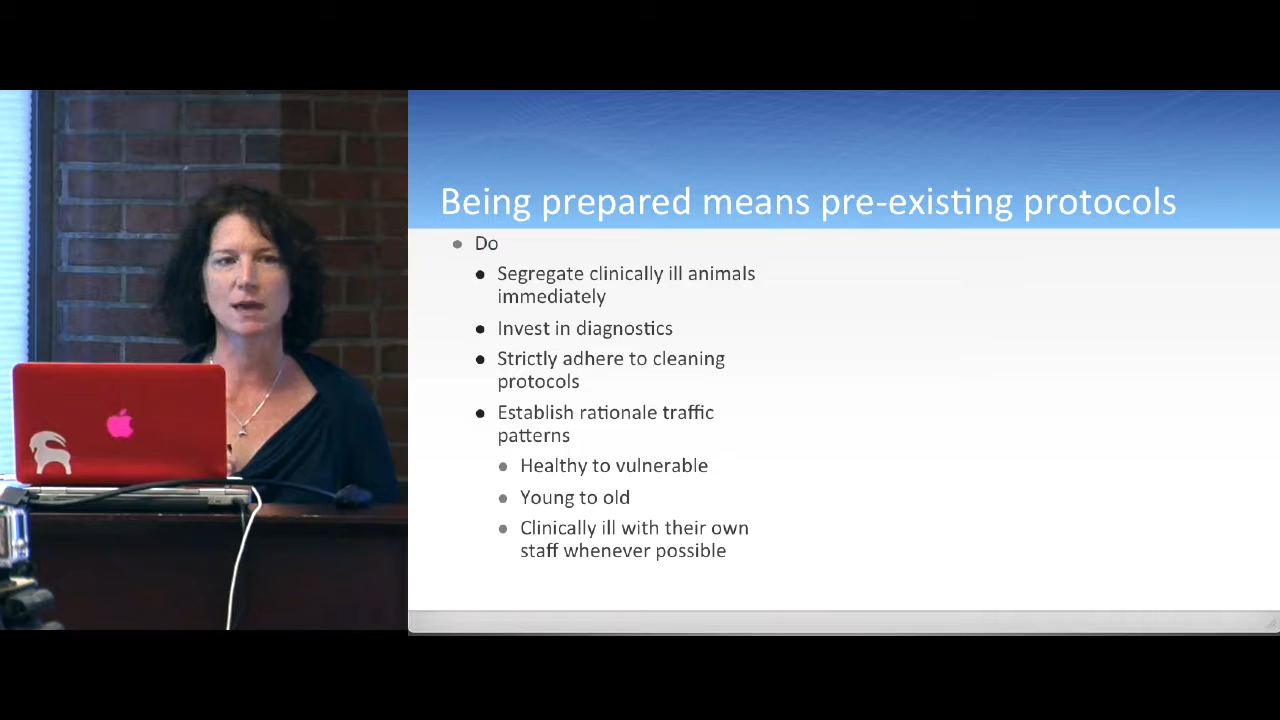 Being prepared means pre-existing protocols
Do
Segregate clinically ill animals
immediately
Invest in diagnostics
Strictly adhere to cleaning
protocols
Establish rationale traffic
patterns
Healthy to vulnerable
Young to old
Clinically ill with their own
staff whenever possible